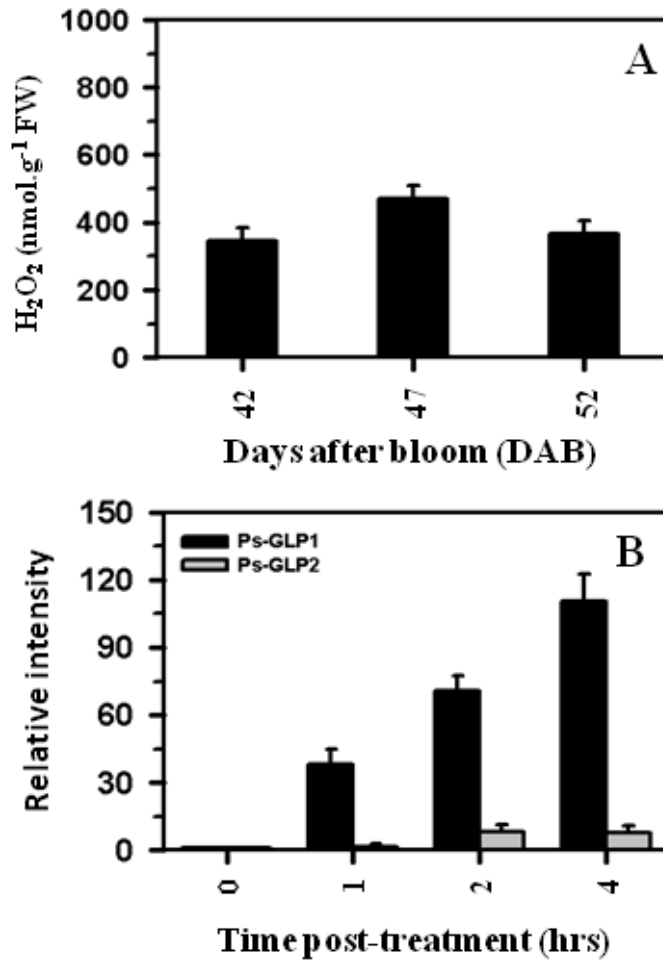 A
H₂O₂ (nmol.g⁻¹ FW)
1000
800
600
400
200
0
42
47
52
Days after bloom (DAB)
B
Ps-GLP1
Ps-GLP2
Relative intensity
150
120
90
60
30
0
0
1
2
4
Time post-treatment (hrs)